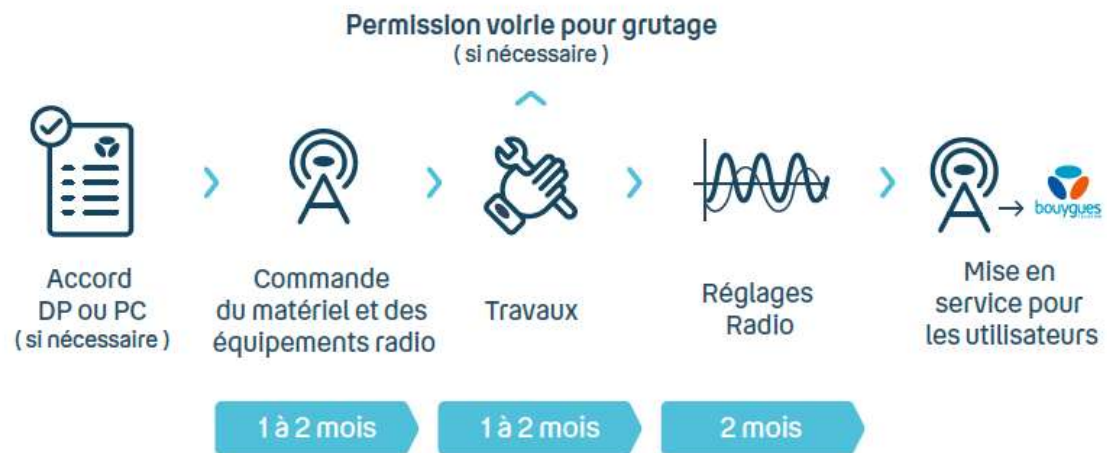 Permission voirie pour grutage
( si nécessaire )
Accord
DP ou PC
( si nécessaire )
Commande
du matériel et des
équipements radio
Travaux
Réglages
Radio
bouygues
Mise en
service pour
les utilisateurs
1 à 2 mois
1 à 2 mois
2 mois